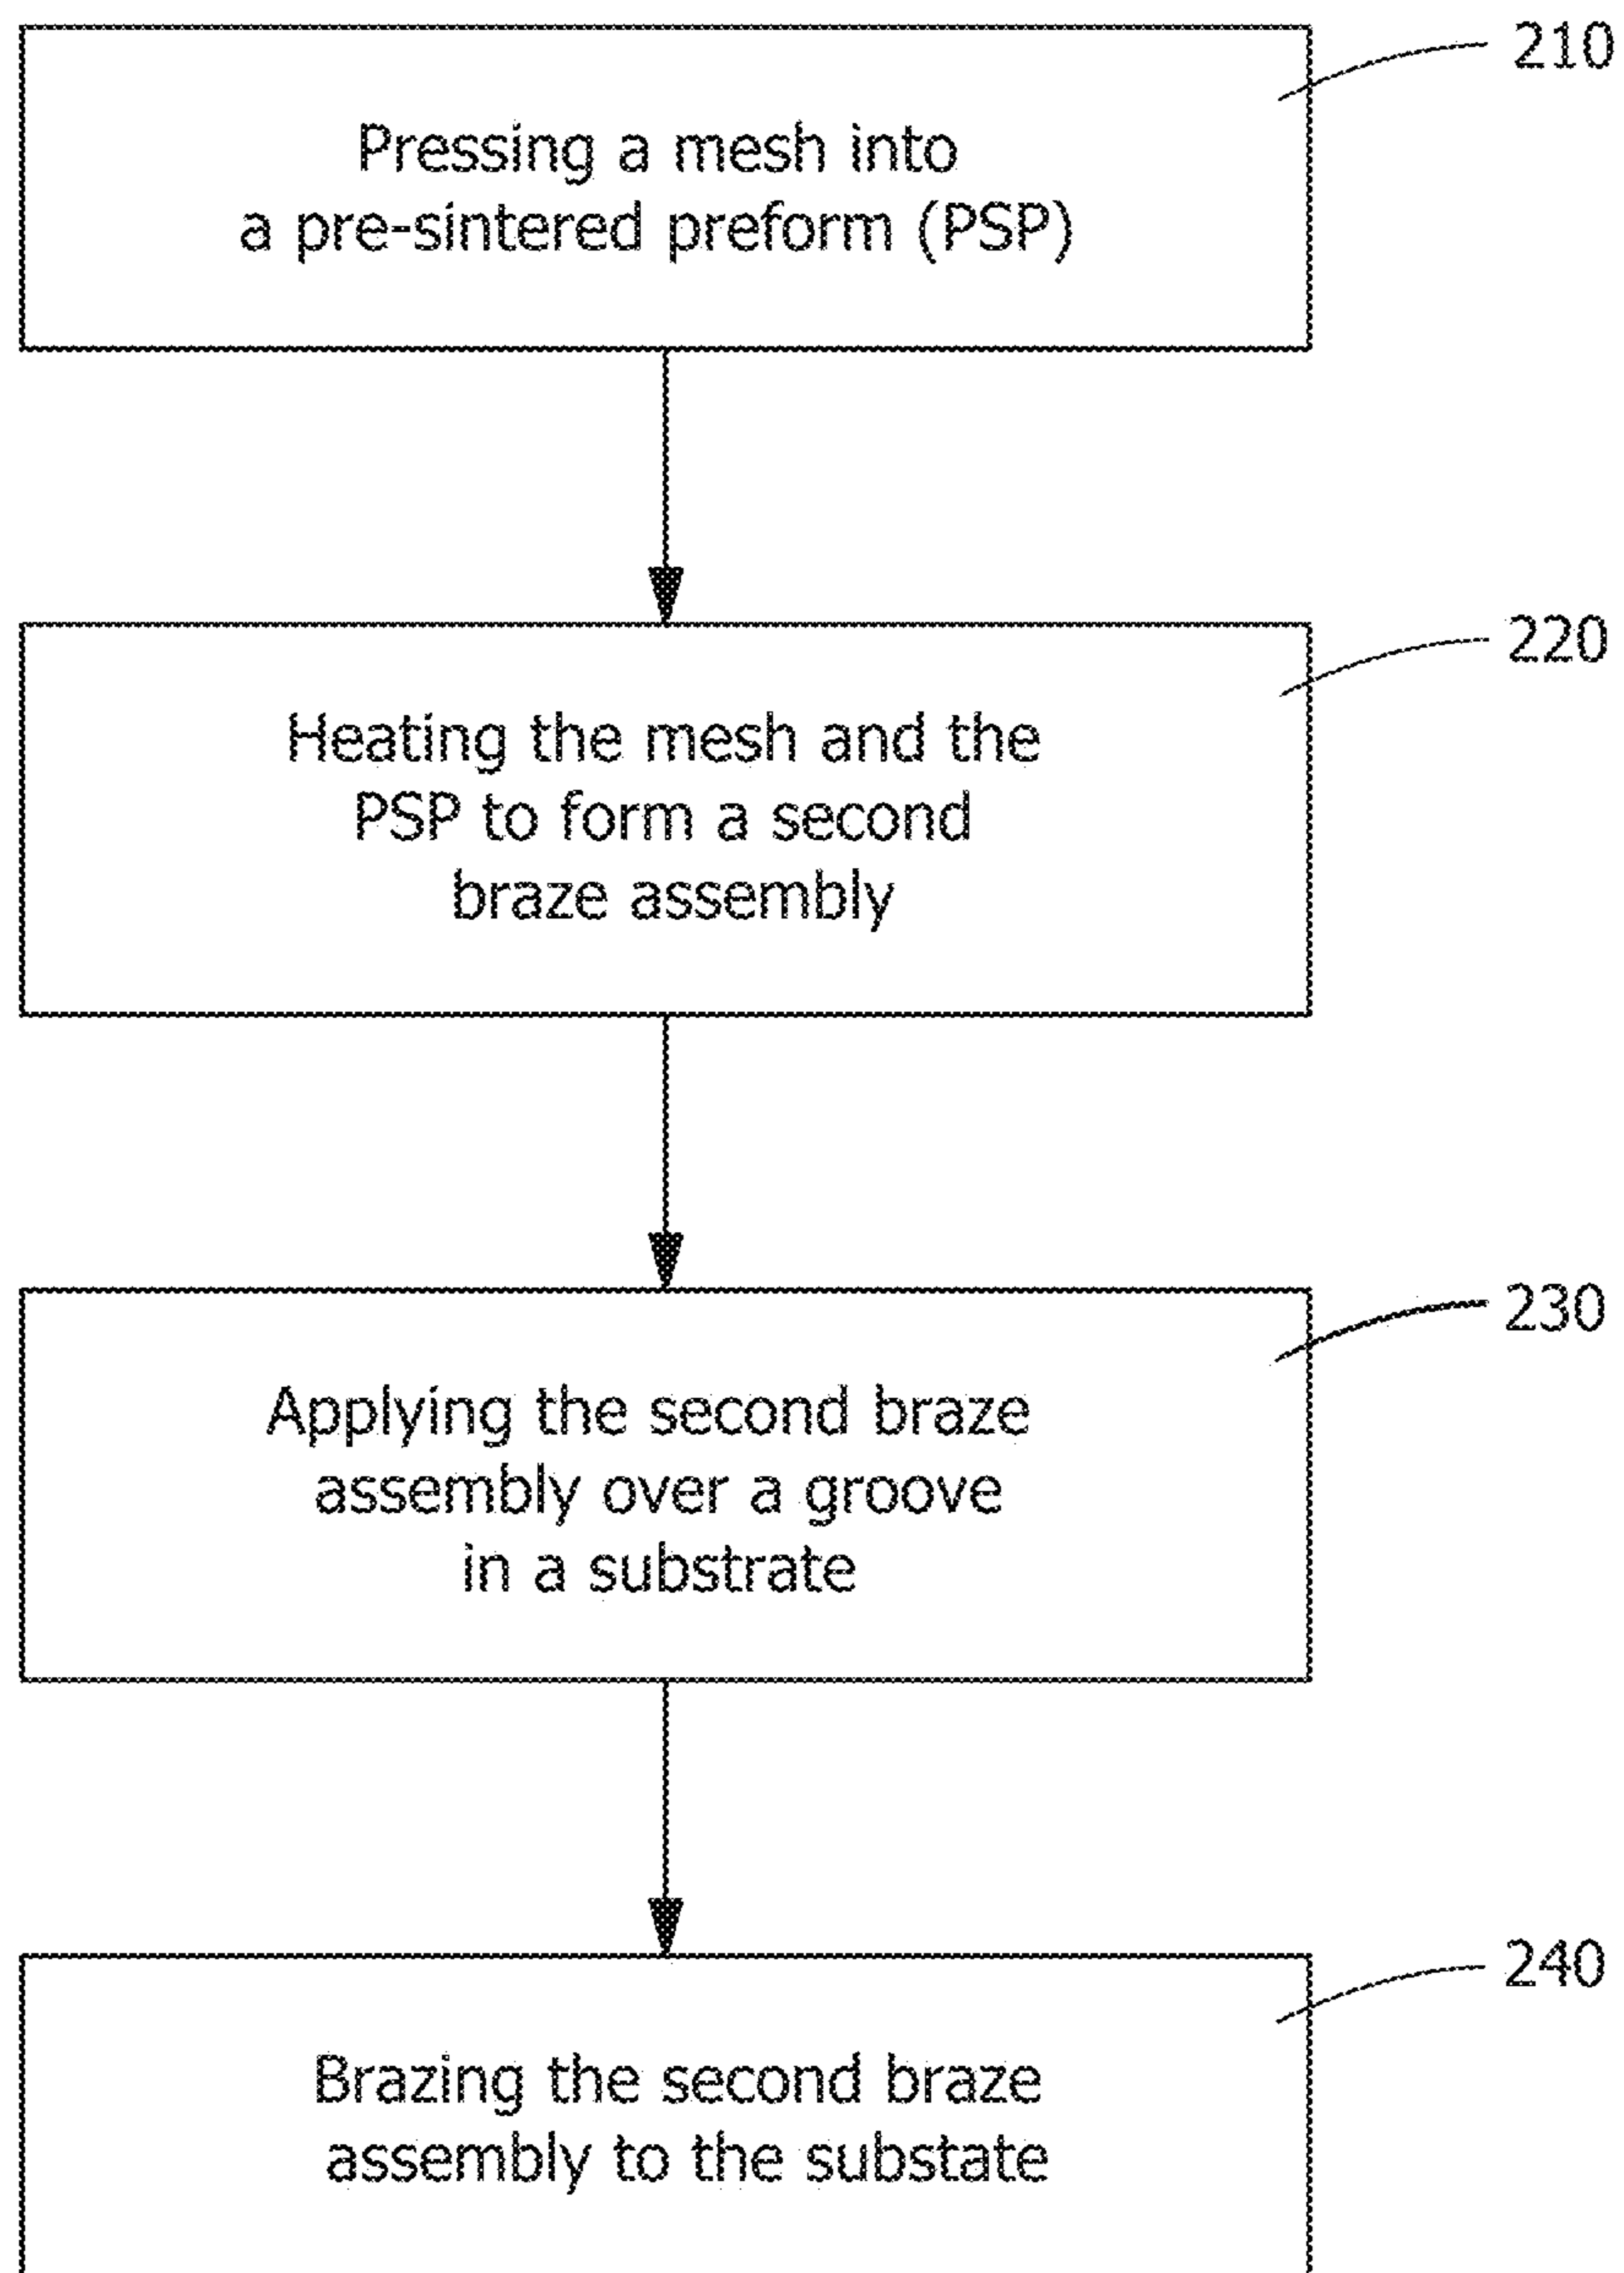 210
Pressing a mesh into
a pre-sintered preform (PSP)
220
Heating the mesh and the
PSP to form a second
braze assembly
230
Applying the second braze
assembly over a groove
in a substrate
240
Brazing the second braze
assembly to the substate